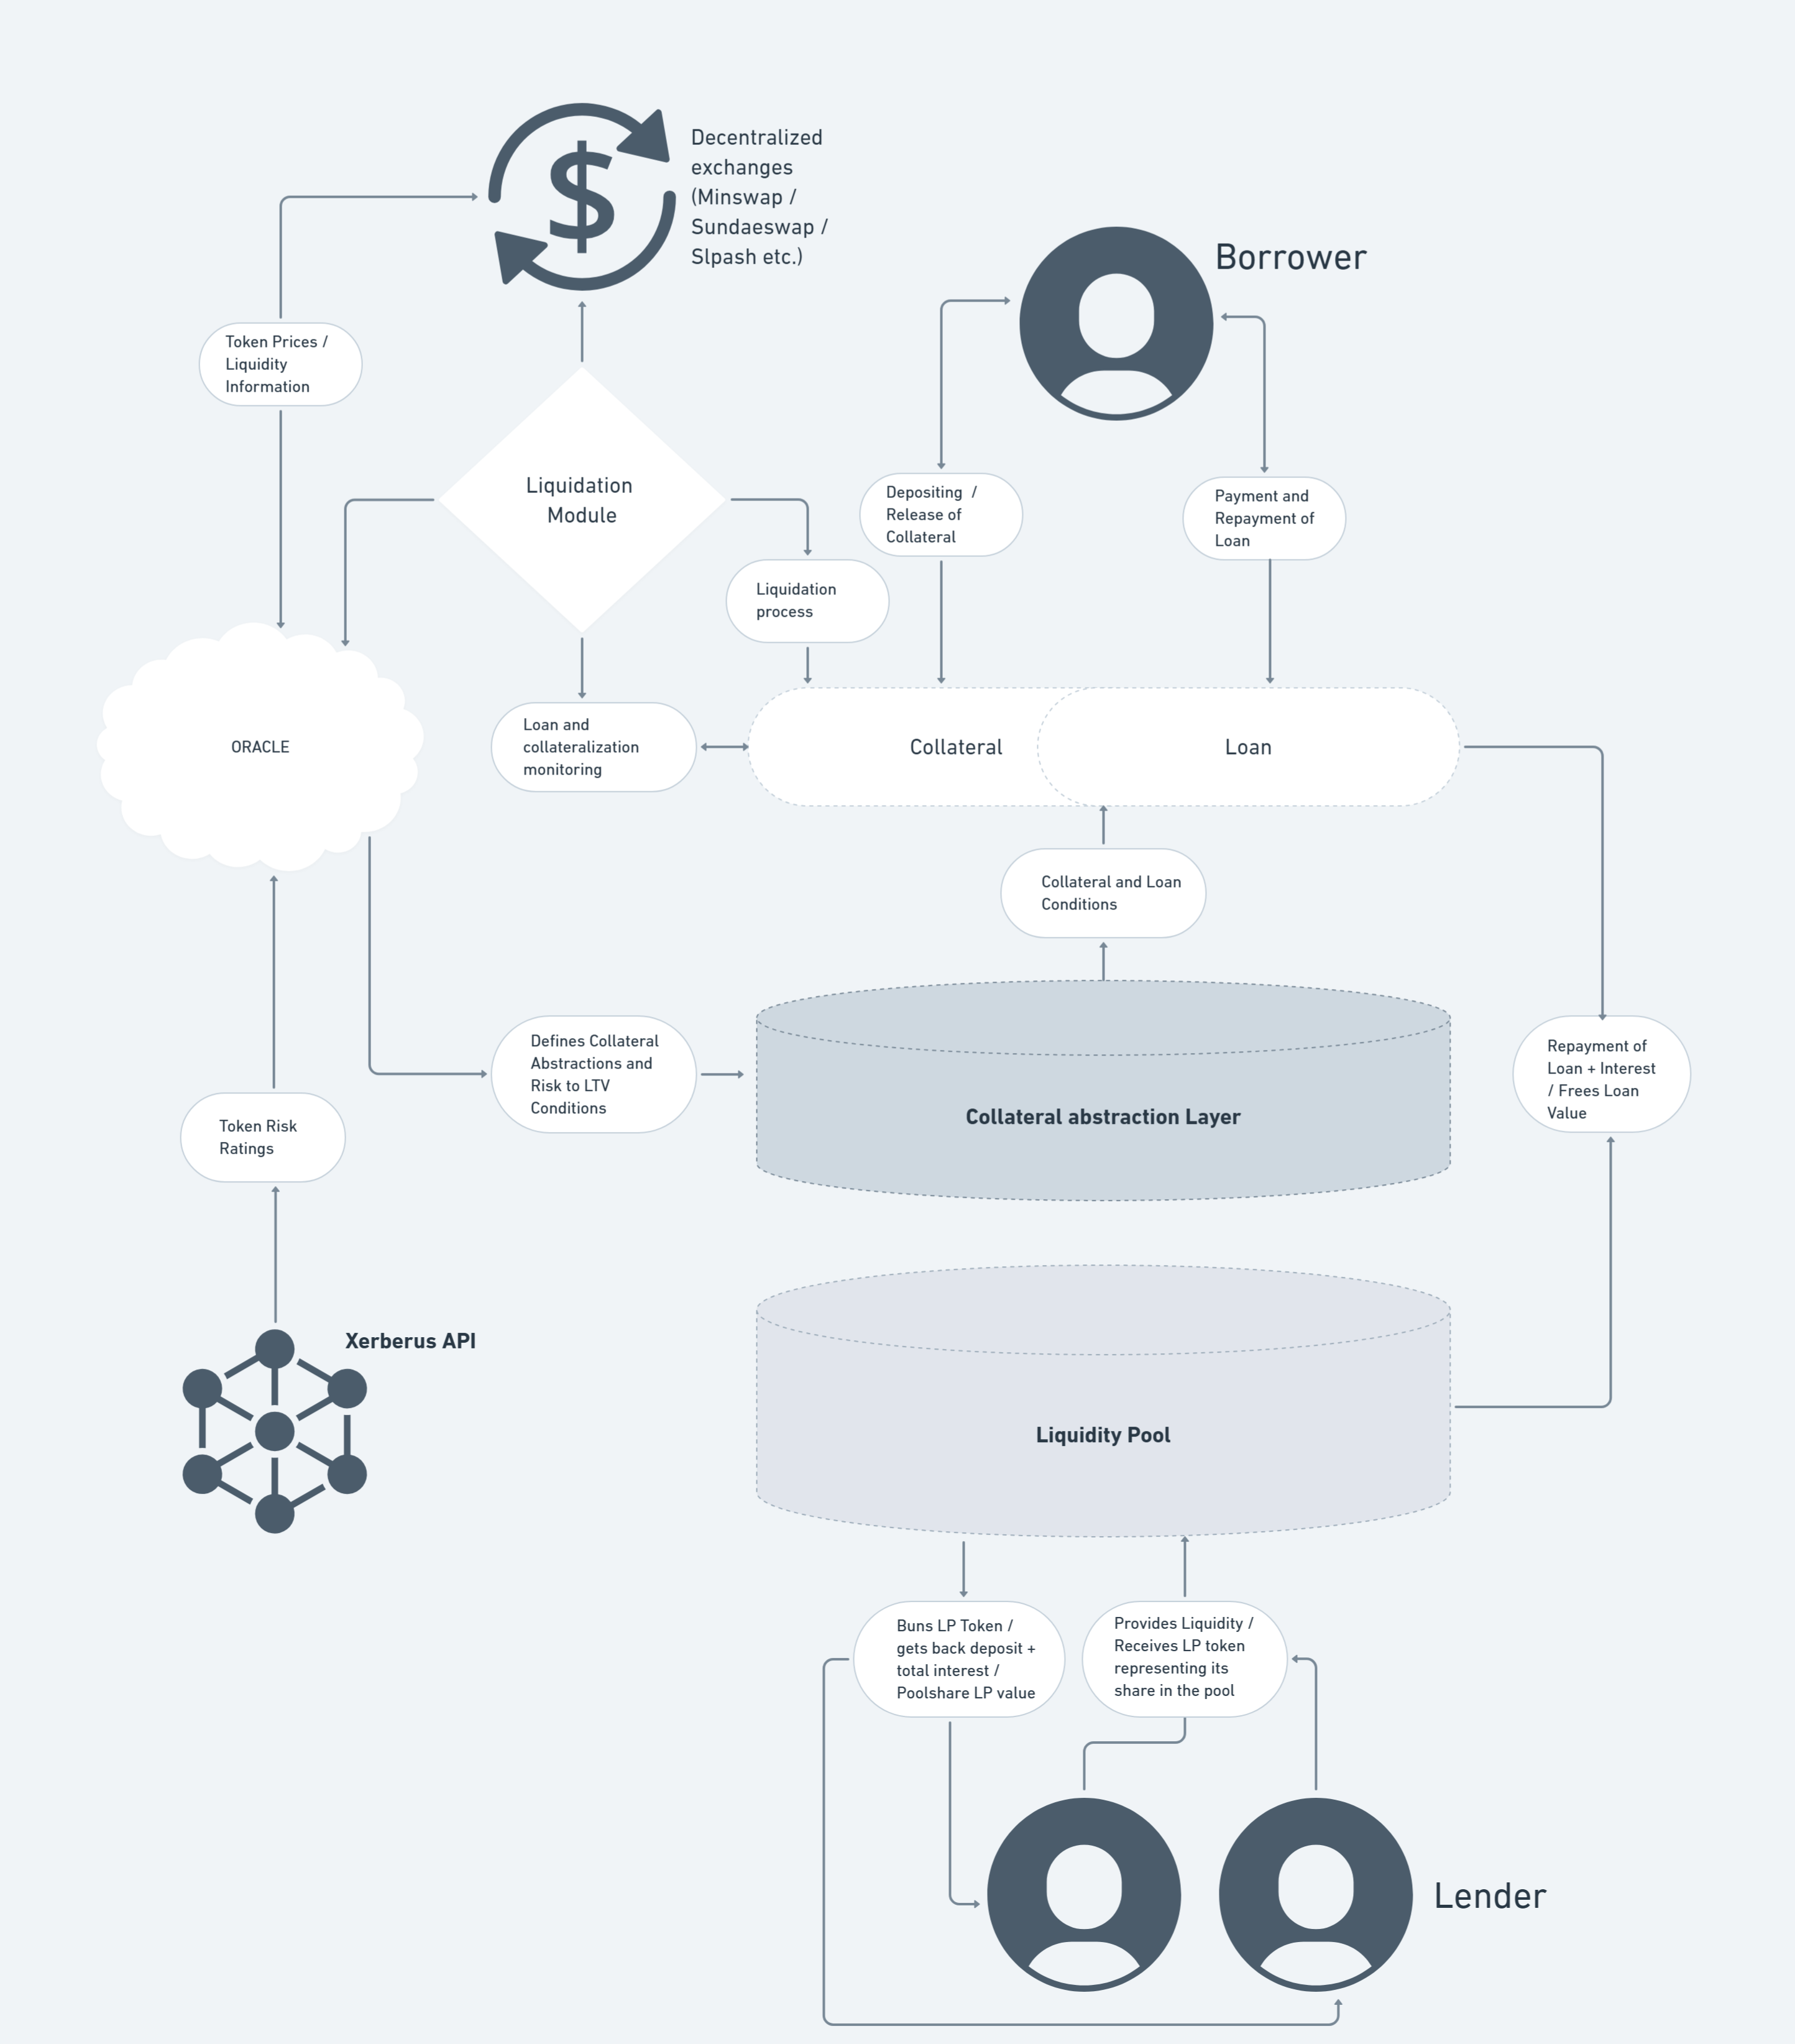 Decentralized
exchanges
(Minswap /
Sundaeswap /
Slpash etc.)
Borrower
Token Prices /
Liquidity
Information
Liquidation
Module
Depositing /
Release of
Collateral
Payment and
Repayment of
Loan
Liquidation
process
ORACLE
Loan and
collateralization
monitoring
Collateral
Loan
Collateral and Loan
Conditions
Defines Collateral
Abstractions and
Risk to LTV
Conditions
Repayment of
Loan + Interest
/ Frees Loan
Value
Collateral abstraction Layer
Token Risk
Ratings
Xerberus API
Liquidity Pool
Buns LP Token /
gets back deposit +
total interest /
Poolshare LP value
Provides Liquidity /
Receives LP token
representing its
share in the pool
Lender